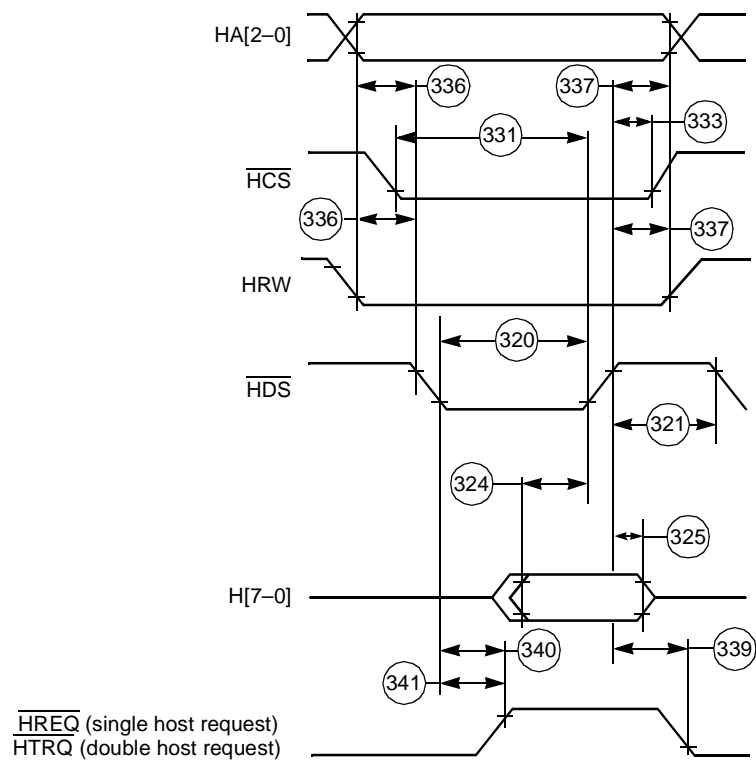 HA[2–0]
336
337
333
331
HCS
336
337
HRW
320
HDS
321
324
325
H[7–0]
340
339
341
HREQ (single host request)
HTRQ (double host request)